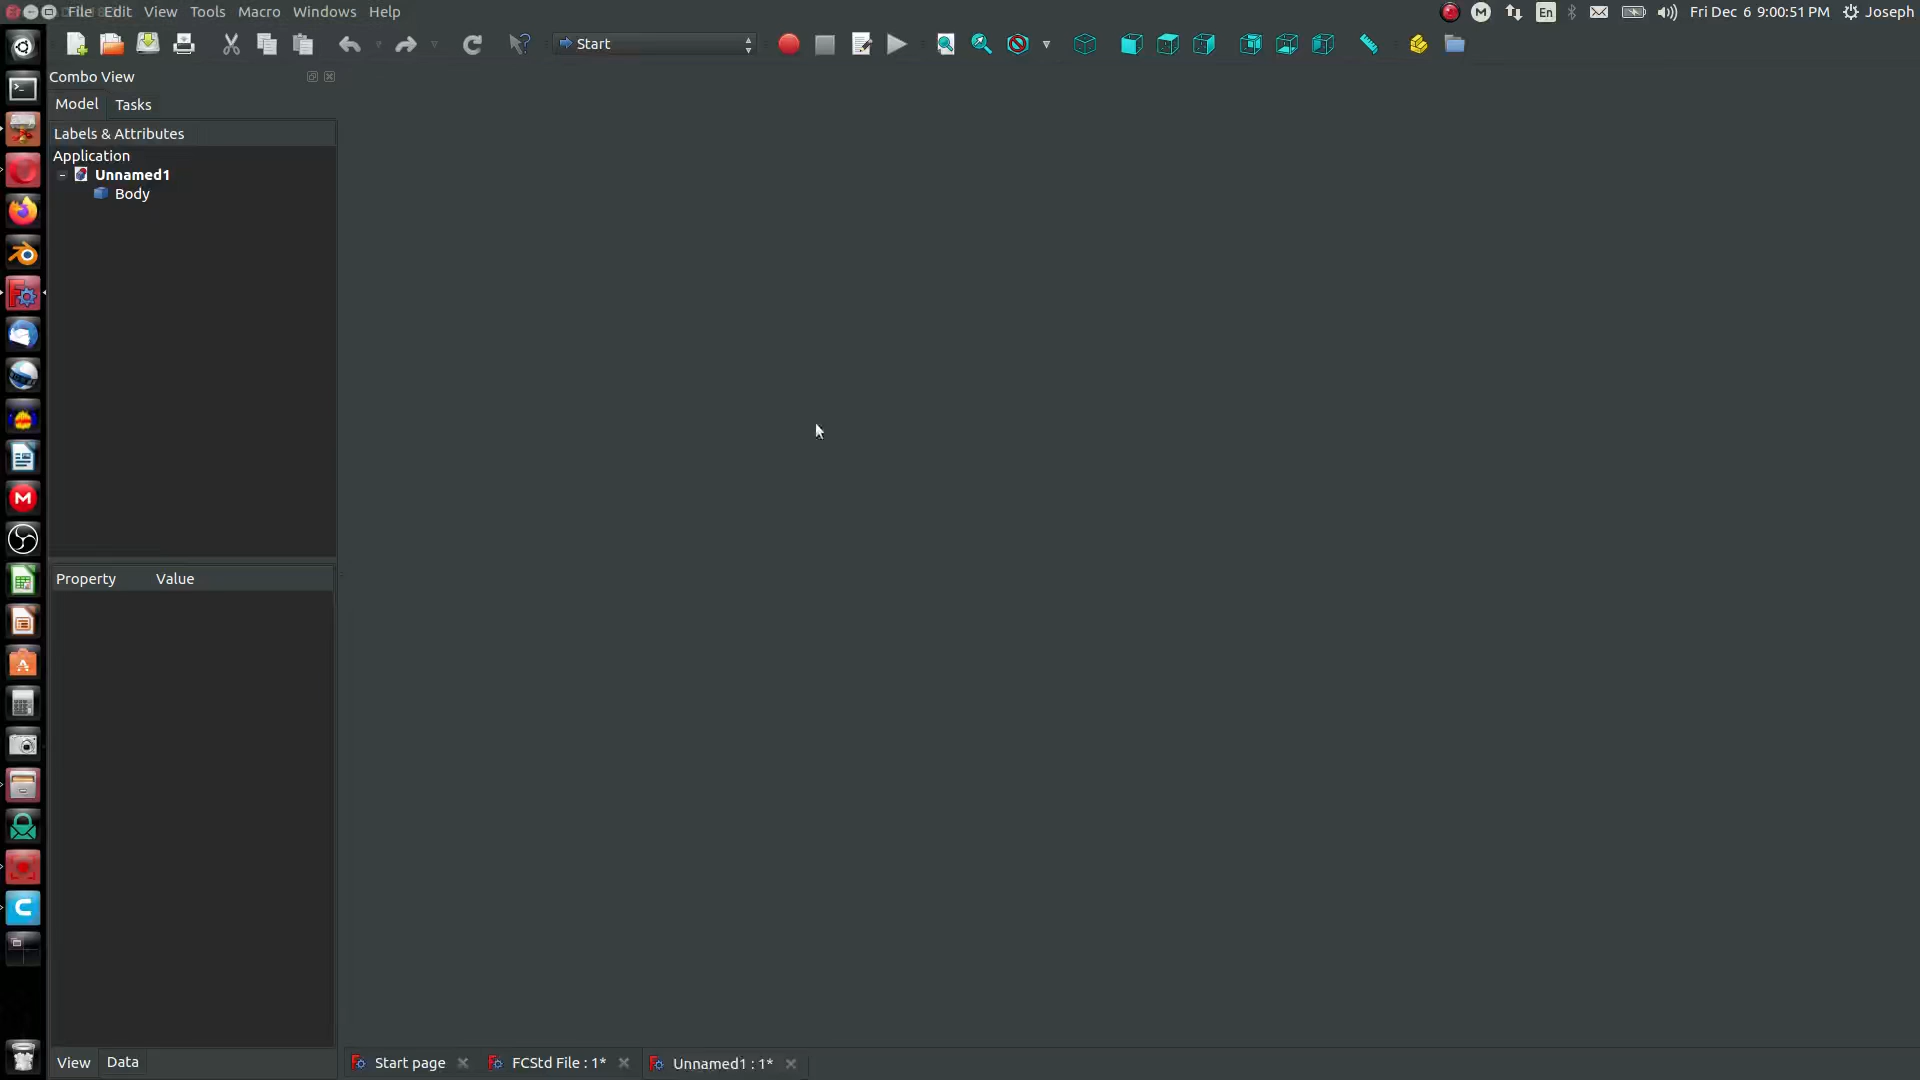 File Edit View Tools Macro Windows Help
En
Fri Dec 6 9:00:51 PM
Joseph
Start
Combo View
Model
Tasks
Labels & Attributes
Application
Unnamed1
Body
Property
Value
View
Data
Start page
FCStd File : 1*
Unnamed1 : 1*